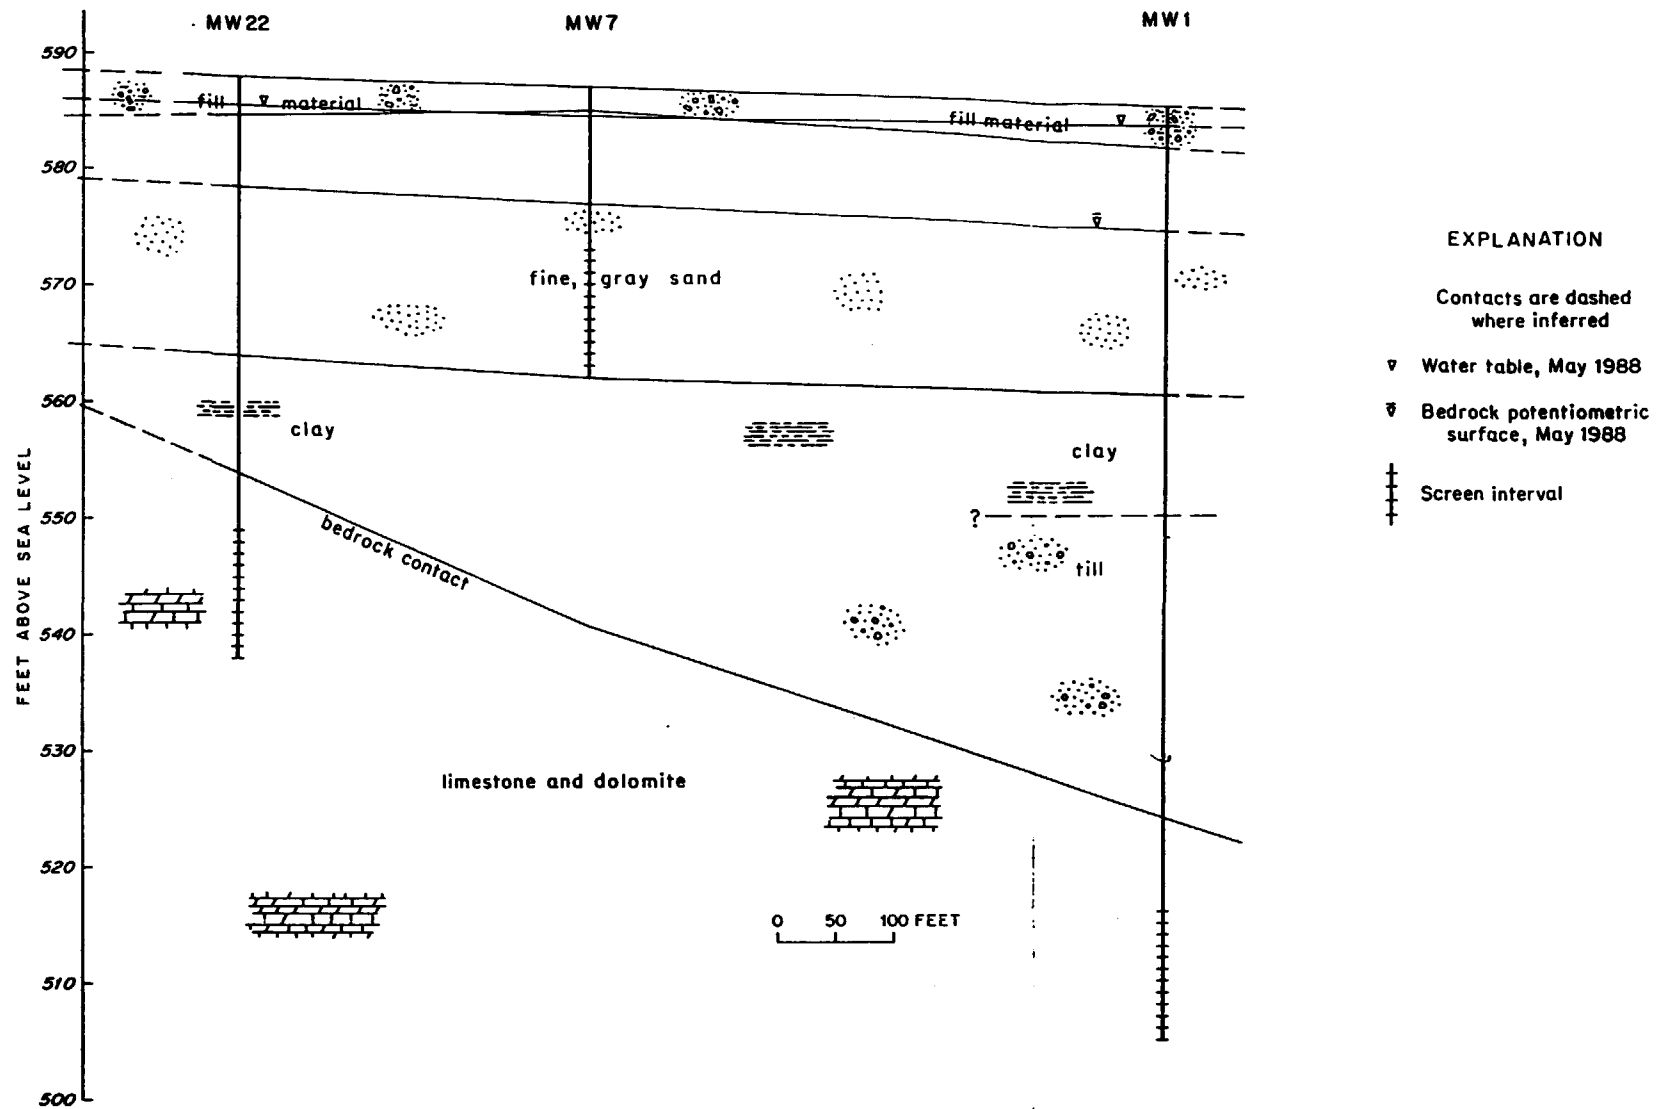 MW22
MW7
MW1
590
580
570
560
550
540
530
520
510
500
FEET ABOVE SEA LEVEL
fill material
fill material
fine, gray sand
clay
clay
?
till
bedrock contact
limestone and dolomite
0 50 100 FEET
EXPLANATION
Contacts are dashed
where inferred
Water table, May 1988
Bedrock potentiometric
surface, May 1988
Screen interval